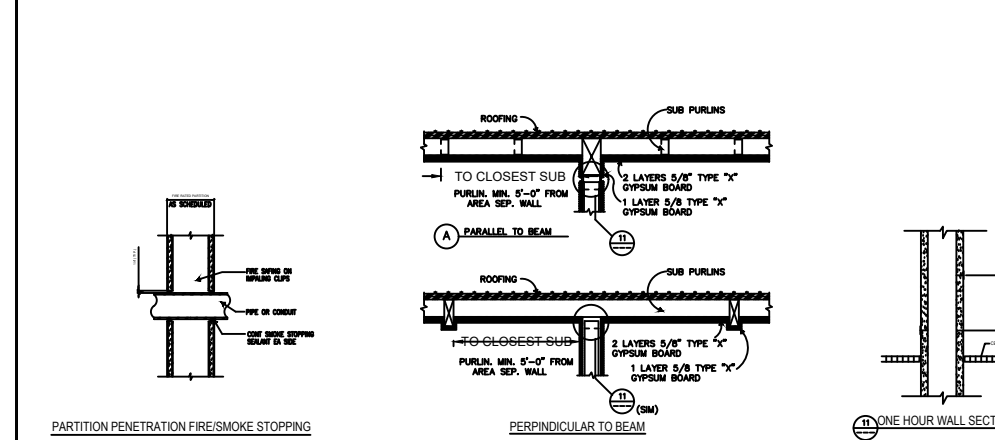 FIRE RATED PARTITION
AS SCHEDULED
FIRE SAFING ON
IMPALING CLIPS
PIPE OR CONDUIT
CONT SMOKE STOPPING
SEALANT EA SIDE
PARTITION PENETRATION FIRE/SMOKE STOPPING
ROOFING
SUB PURLINS
TO CLOSEST SUB
PURLIN. MIN. 5'-0" FROM
AREA SEP. WALL
2 LAYERS 5/8" TYPE "X"
GYPSUM BOARD
1 LAYER 5/8 TYPE "X"
GYPSUM BOARD
A PARALLEL TO BEAM
11
ROOFING
SUB PURLINS
TO CLOSEST SUB
PURLIN. MIN. 5'-0" FROM
AREA SEP. WALL
2 LAYERS 5/8" TYPE "X"
GYPSUM BOARD
1 LAYER 5/8 TYPE "X"
GYPSUM BOARD
11
(SIM)
PERPINDICULAR TO BEAM
11 ONE HOUR WALL SECT